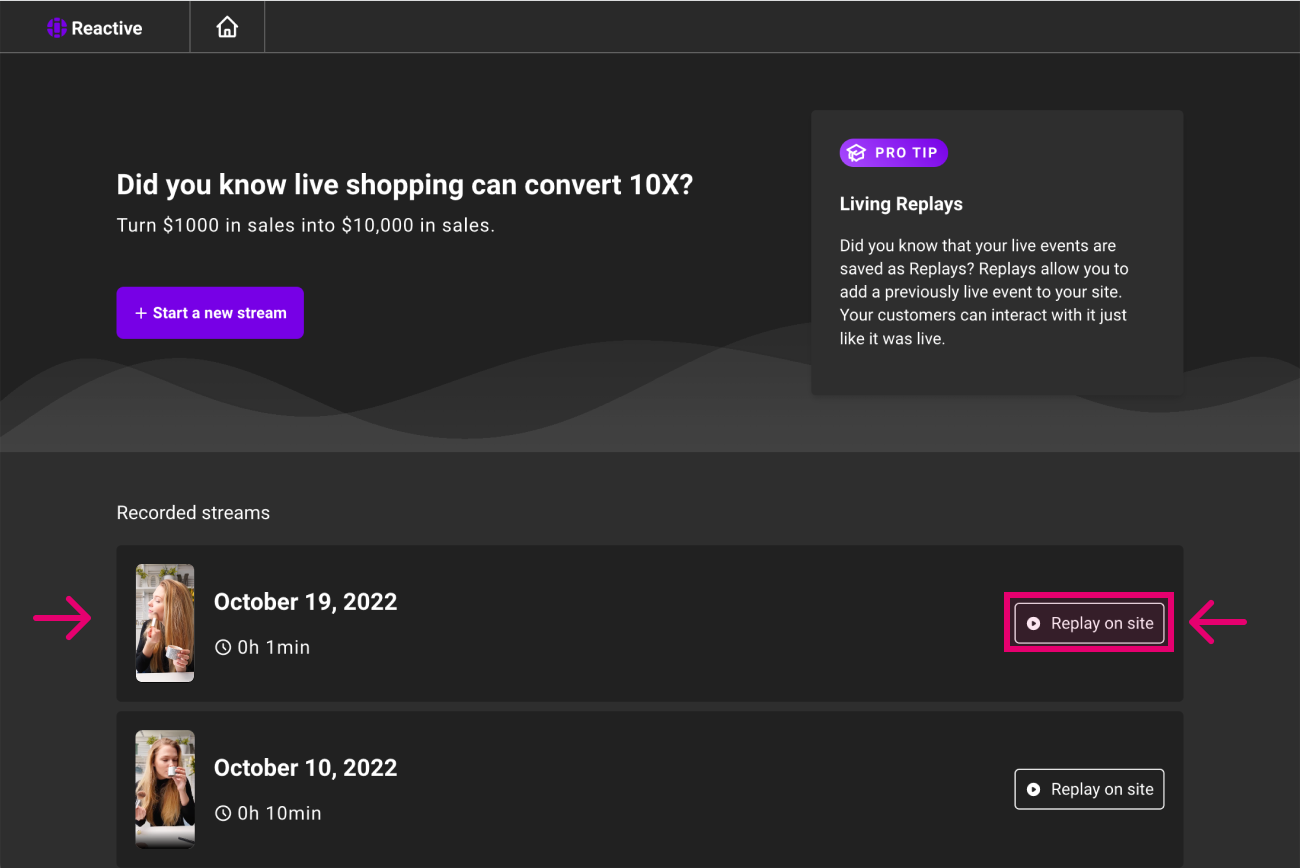 Reactive
Did you know live shopping can convert 10X?
Turn $1000 in sales into $10,000 in sales.
+ Start a new stream
PRO TIP
Living Replays
Did you know that your live events are
saved as Replays? Replays allow you to
add a previously live event to your site.
Your customers can interact with it just
like it was live.
Recorded streams
October 19, 2022
0h 1min
Replay on site
October 10, 2022
0h 10min
Replay on site